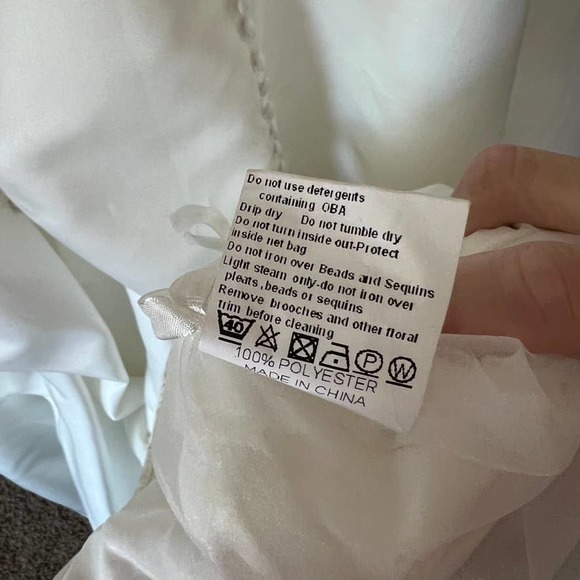 Do not use detergents
containing OBA
Drip dry Do not tumble dry
Do not turn inside out-Protect
inside net bag
Do not iron over Beads and Sequins
Light steam only-do not iron over
pleats,beads or sequins
Remove brooches and other floral
trim before cleaning
40 P W
100% POLYESTER
MADE IN CHINA